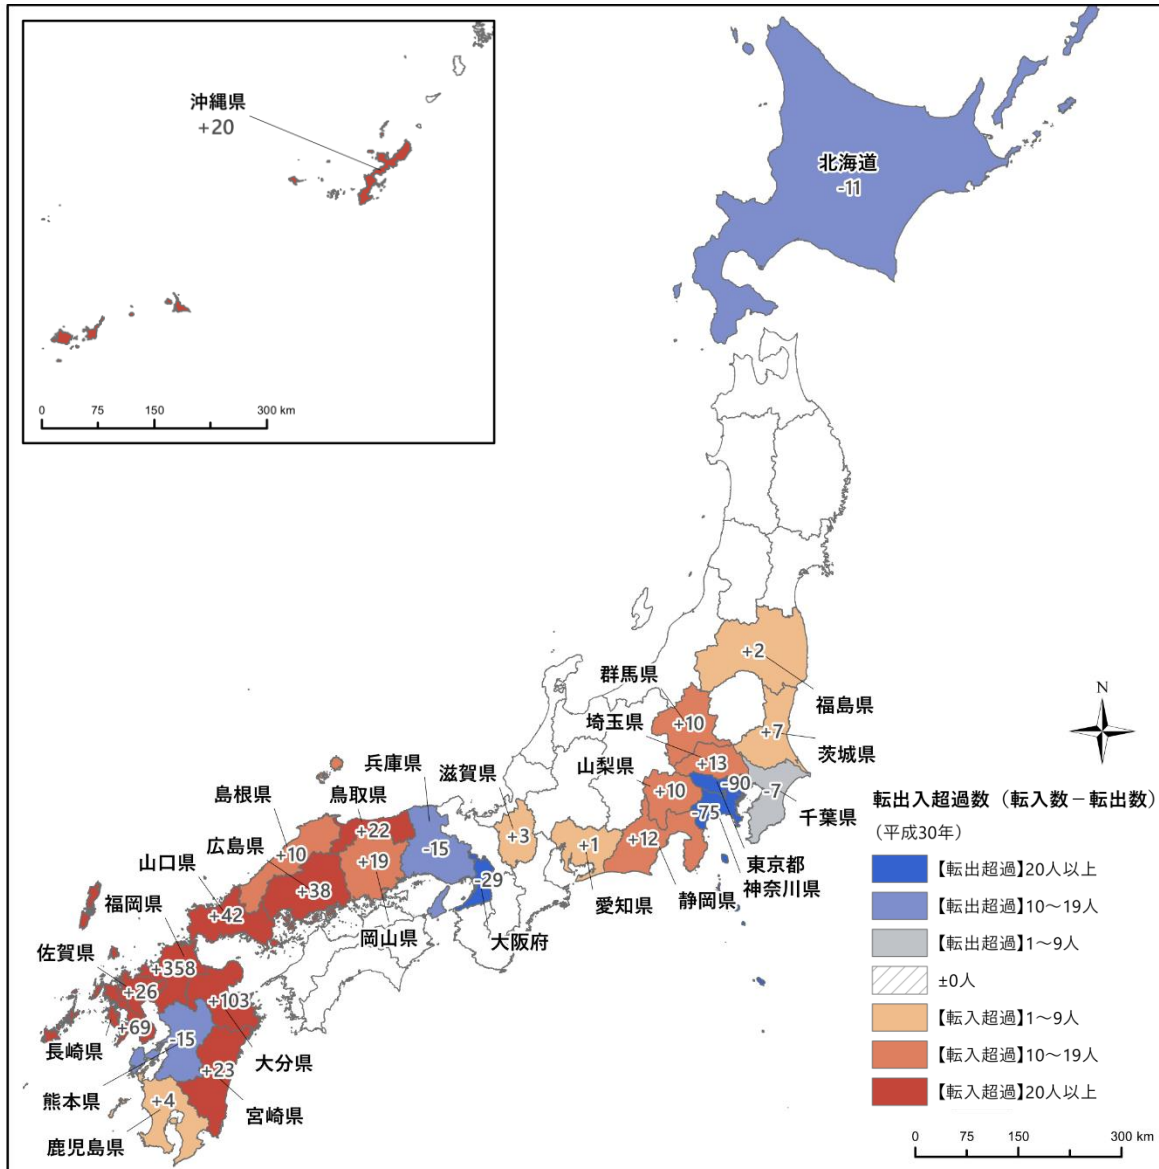 沖縄県
+20
0 75 150 300 km
北海道
-11
+2
福島県
群馬県
+10
+7
茨城県
埼玉県
+13
山梨県
+10
-90
-7
千葉県
-75
東京都
神奈川県
+12
静岡県
+1
愛知県
滋賀県
+3
兵庫県
-15
-29
大阪府
鳥取県
+22
島根県
+10
広島県
+38
+19
岡山県
山口県
+42
福岡県
+358
佐賀県
+26
+103
大分県
+69
長崎県
-15
熊本県
+23
宮崎県
+4
鹿児島県
N
転出入超過数（転入数－転出数）
（平成30年）
【転出超過】20人以上
【転出超過】10～19人
【転出超過】1～9人
±0人
【転入超過】1～9人
【転入超過】10～19人
【転入超過】20人以上
0 75 150 300 km